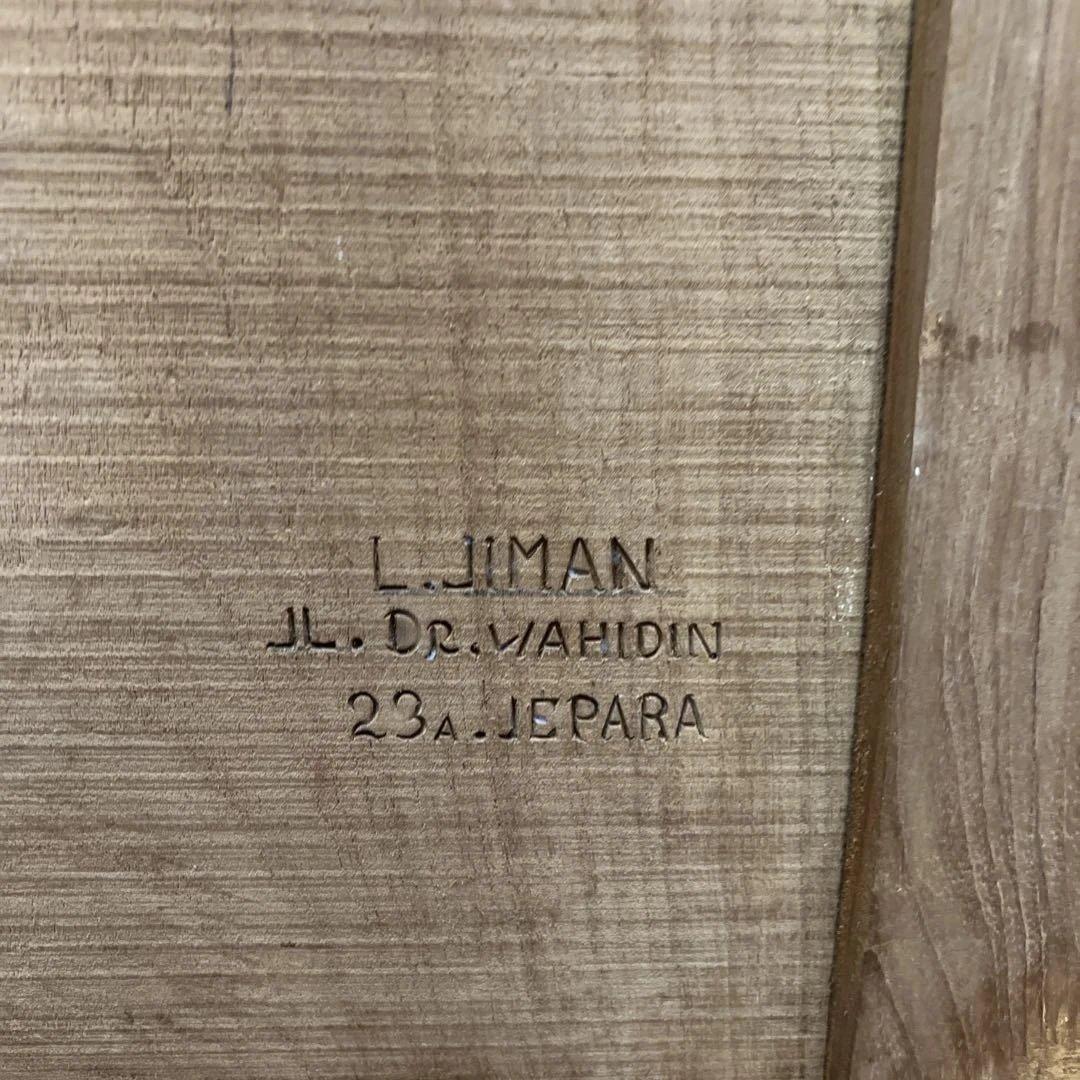 L. JIMAN
JL. DR. WAHIDIN
23A. JEPARA